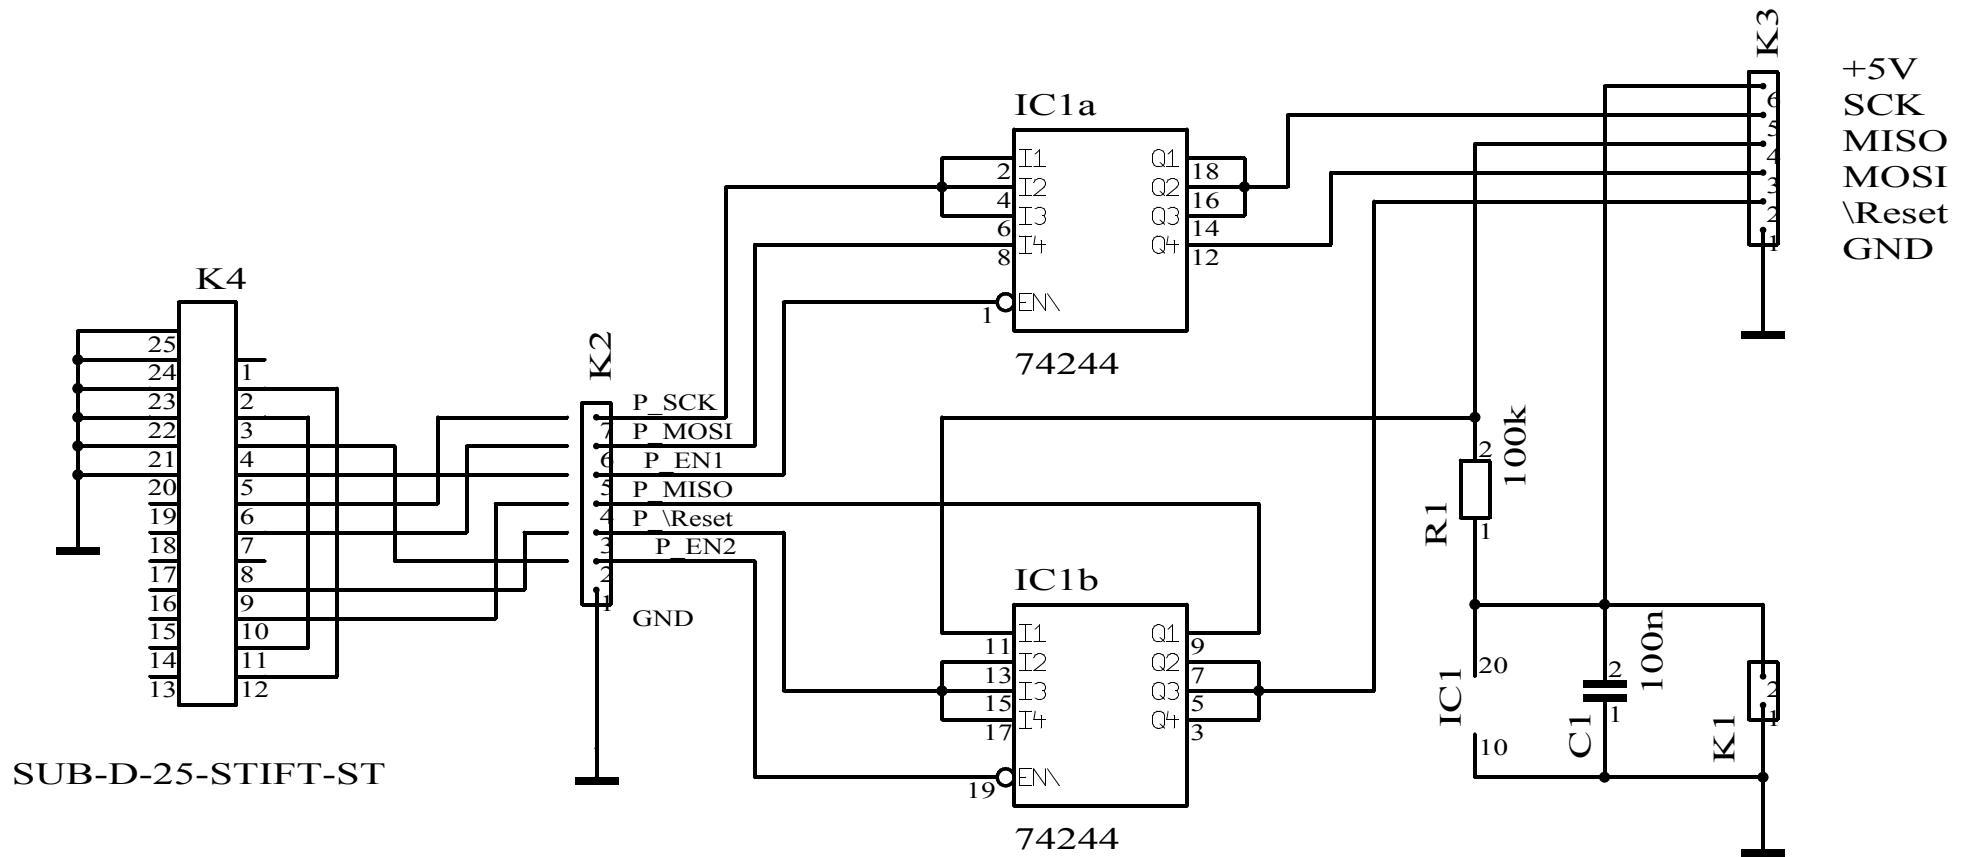 K3
+5V
SCK
MISO
MOSI
\Reset
GND
6
5
4
3
2
1
IC1a
I1
I2
I3
I4
EN\
Q1
Q2
Q3
Q4
2
4
6
8
1
18
16
14
12
74244
K4
25
24
23
22
21
20
19
18
17
16
15
14
13
1
2
3
4
5
6
7
8
9
10
11
12
SUB-D-25-STIFT-ST
K2
7
6
5
4
3
2
1
P_SCK
P_MOSI
P_EN1
P_MISO
P_\Reset
P_EN2
GND
IC1b
I1
I2
I3
I4
EN\
Q1
Q2
Q3
Q4
11
13
15
17
19
9
7
5
3
74244
R1
100k
2
1
IC1
20
10
C1
100n
2
1
K1
2
1